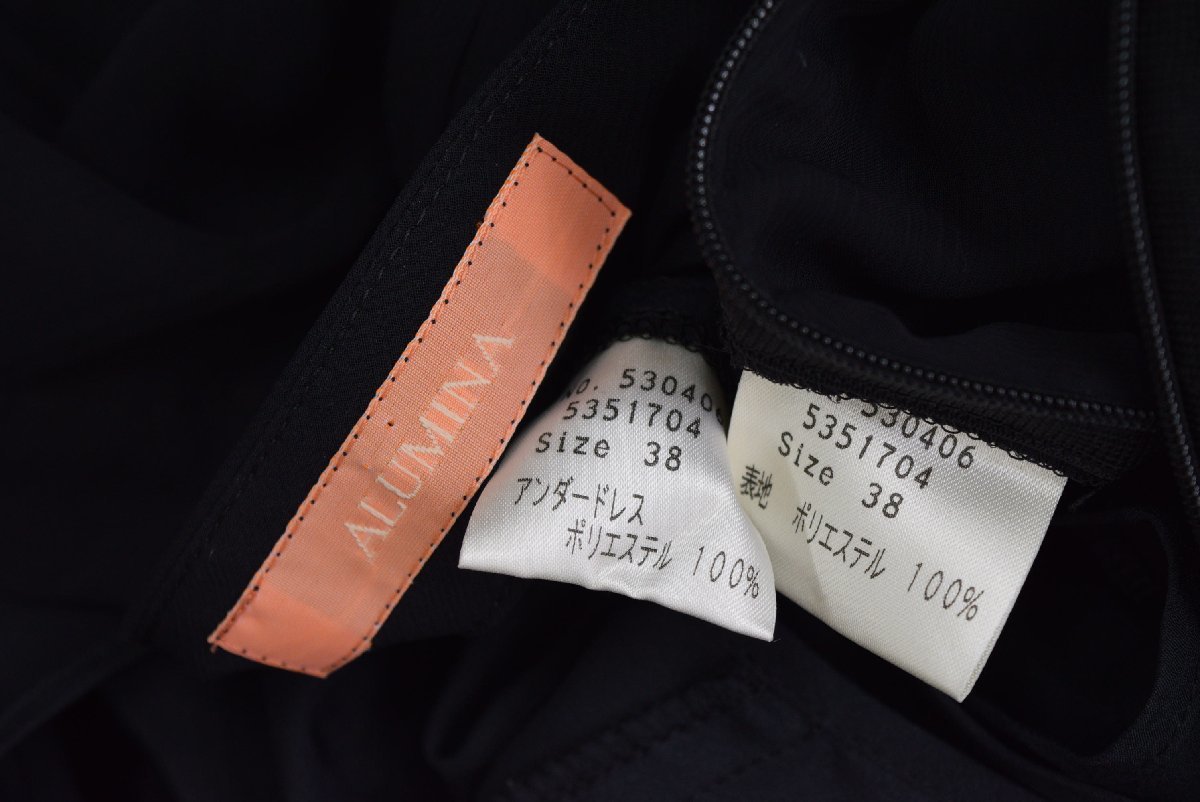 ALUMINA
No. 530406
5351704
Size 38
アンダードレス
ポリエステル 100%
530406
5351704
Size 38
表地
ポリエステル 100%